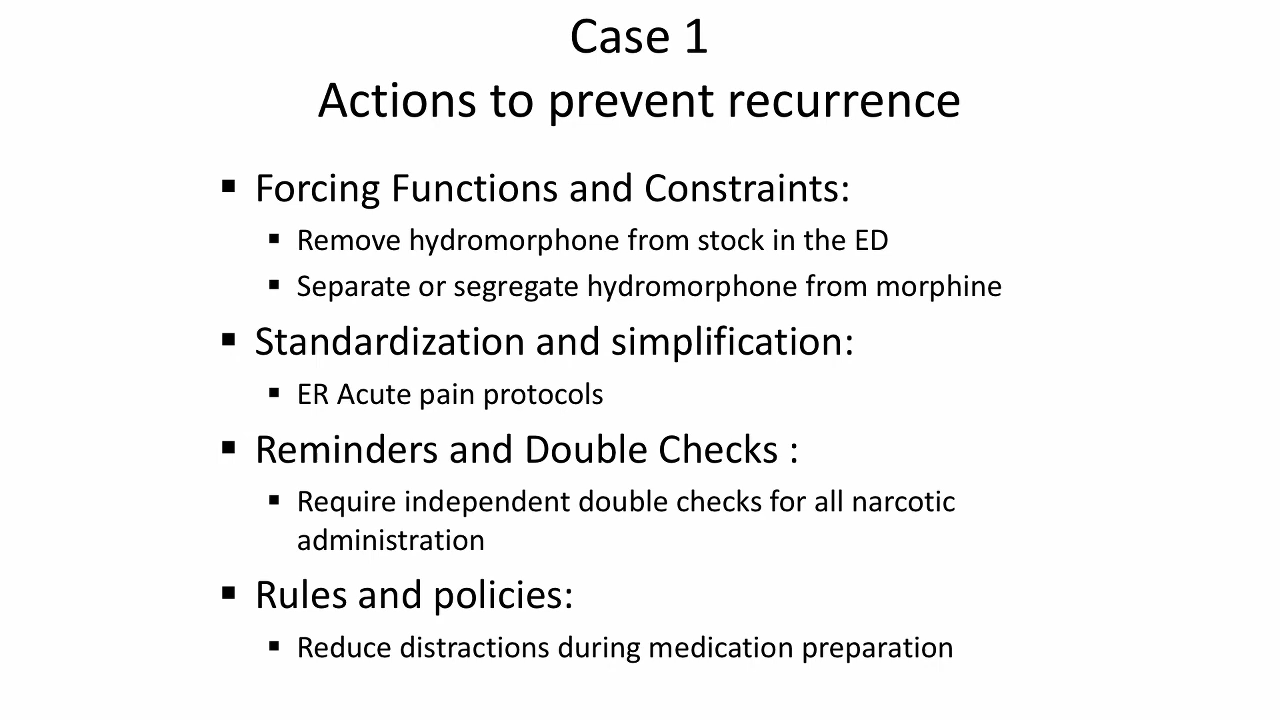 Case 1
Actions to prevent recurrence
▪ Forcing Functions and Constraints:
▪ Remove hydromorphone from stock in the ED
▪ Separate or segregate hydromorphone from morphine
▪ Standardization and simplification:
▪ ER Acute pain protocols
▪ Reminders and Double Checks :
▪ Require independent double checks for all narcotic
administration
▪ Rules and policies:
▪ Reduce distractions during medication preparation